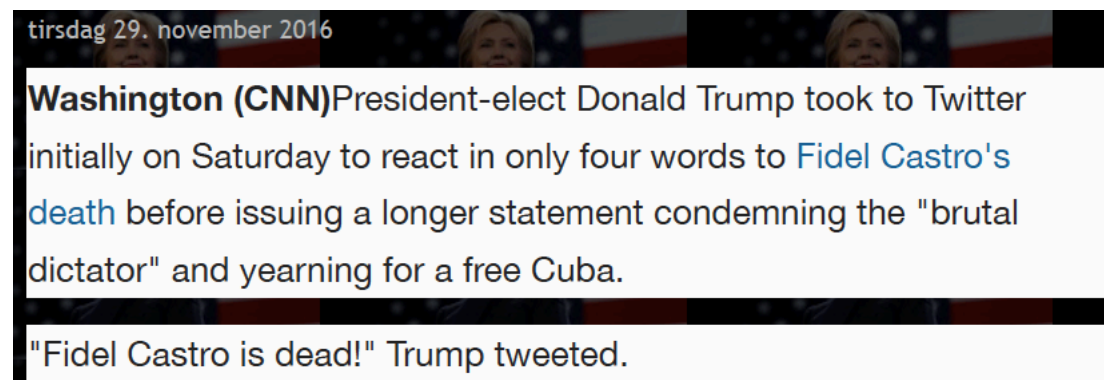 tirsdag 29. november 2016
Washington (CNN)President-elect Donald Trump took to Twitter
initially on Saturday to react in only four words to Fidel Castro's
death before issuing a longer statement condemning the "brutal
dictator" and yearning for a free Cuba.
"Fidel Castro is dead!" Trump tweeted.